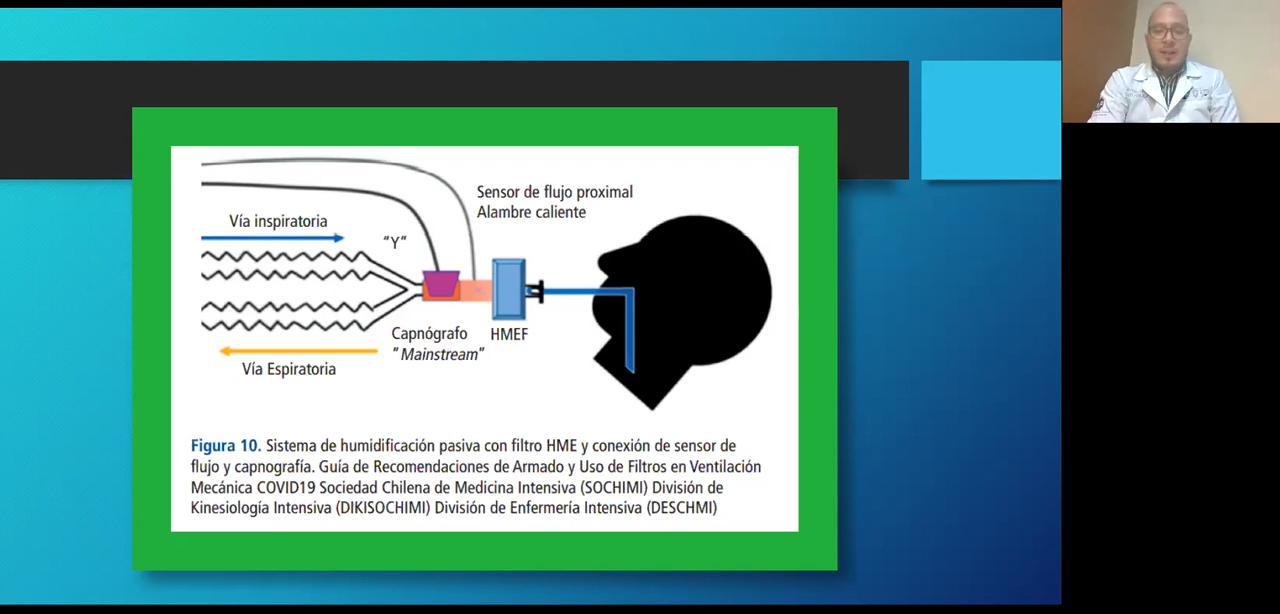 Sensor de flujo proximal
Alambre caliente
Vía inspiratoria
“Y”
Capnógrafo
“Mainstream”
HMEF
Vía Espiratoria
Figura 10. Sistema de humidificación pasiva con filtro HME y conexión de sensor de
flujo y capnografía. Guía de Recomendaciones de Armado y Uso de Filtros en Ventilación
Mecánica COVID19 Sociedad Chilena de Medicina Intensiva (SOCHIMI) División de
Kinesiología Intensiva (DIKISOCHIMI) División de Enfermería Intensiva (DESCHMI)